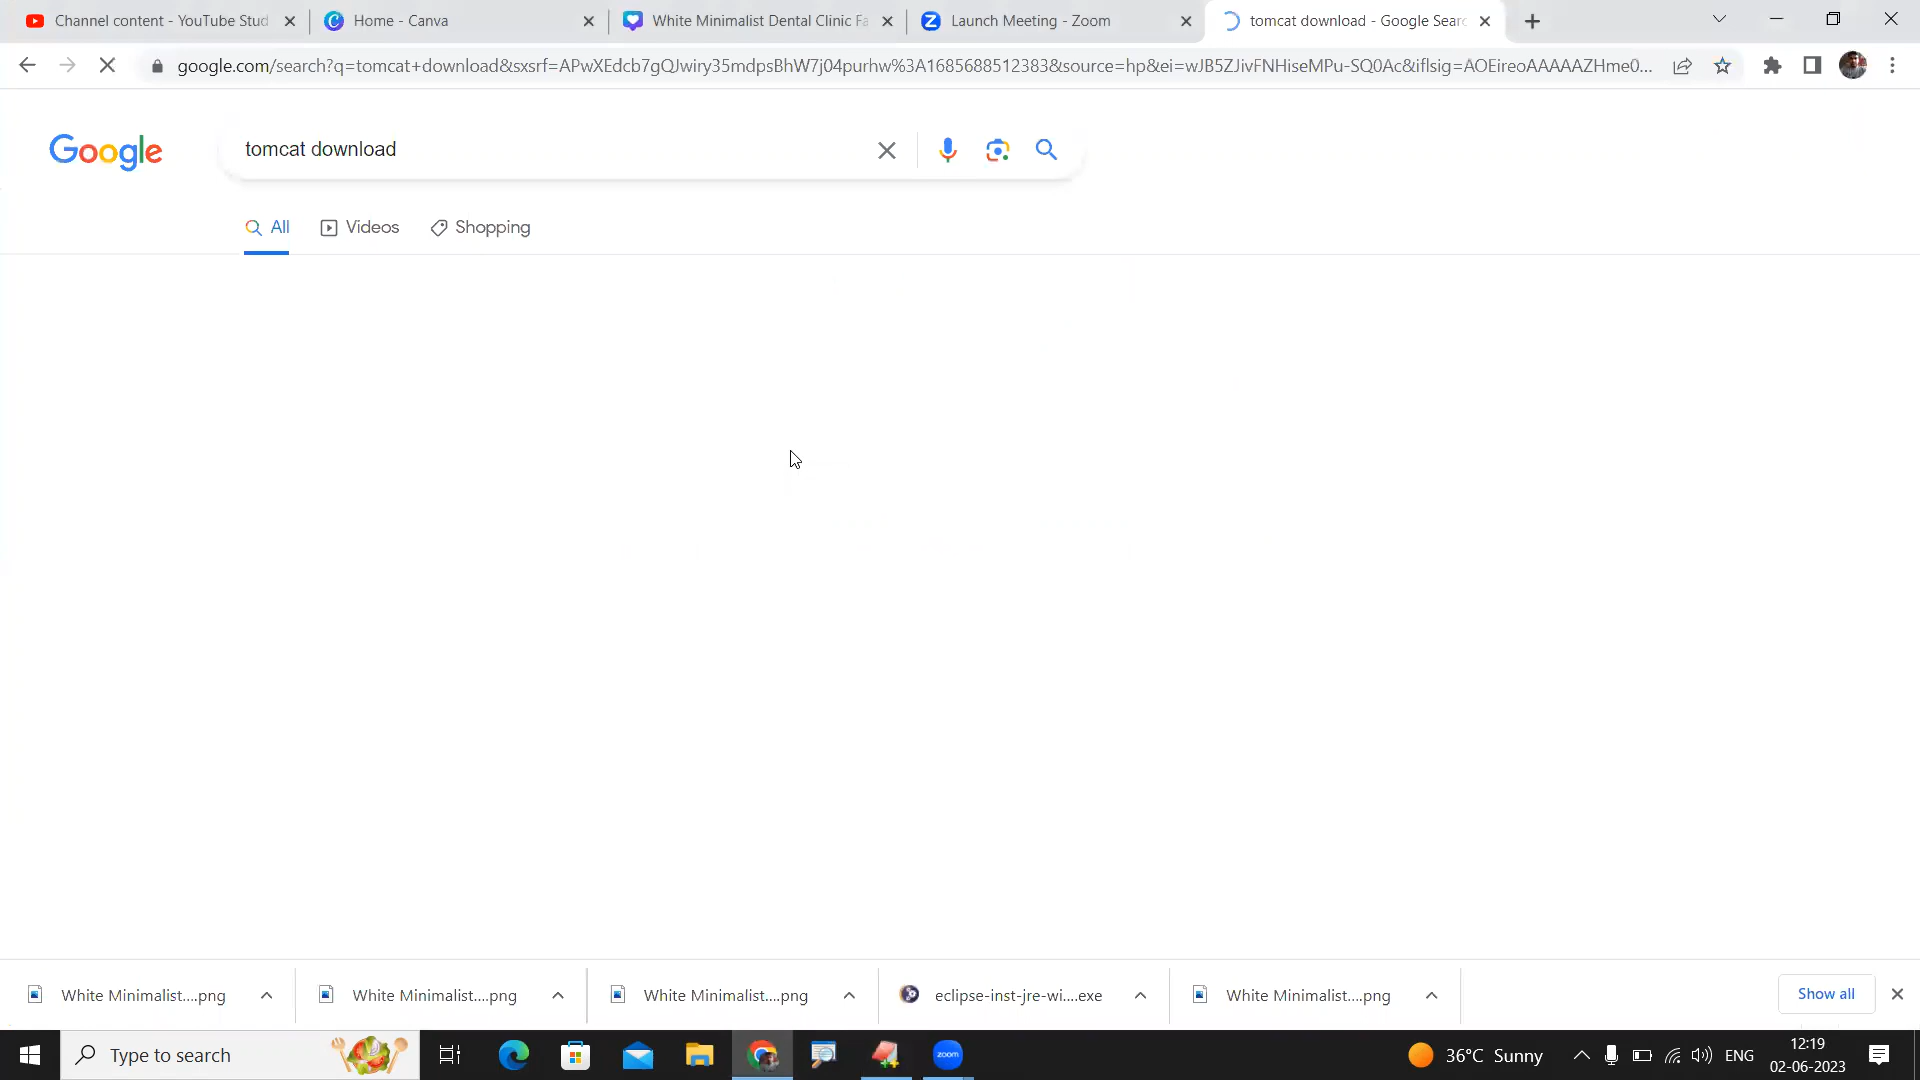 Channel content - YouTube Stud
Home - Canva
White Minimalist Dental Clinic Fa
Launch Meeting - Zoom
tomcat download - Google Searc
google.com/search?q=tomcat+download&sxsrf=APwXEdcb7gQJwiry35mdpsBhW7j04purhw%3A1685688512383&source=hp&ei=wJB5ZJivFNHiseMPu-SQ0Ac&iflsig=AOEireoAAAAAZHme0...
Google
tomcat download
All
Videos
Shopping
White Minimalist....png
White Minimalist....png
White Minimalist....png
eclipse-inst-jre-wi....exe
White Minimalist....png
Show all
Type to search
zoom
36°C Sunny
ENG
12:19
02-06-2023